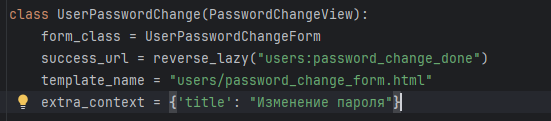 class UserPasswordChange(PasswordChangeView):
    form_class = UserPasswordChangeForm
    success_url = reverse_lazy("users:password_change_done")
    template_name = "users/password_change_form.html"
    extra_context = {'title': "Изменение пароля"}